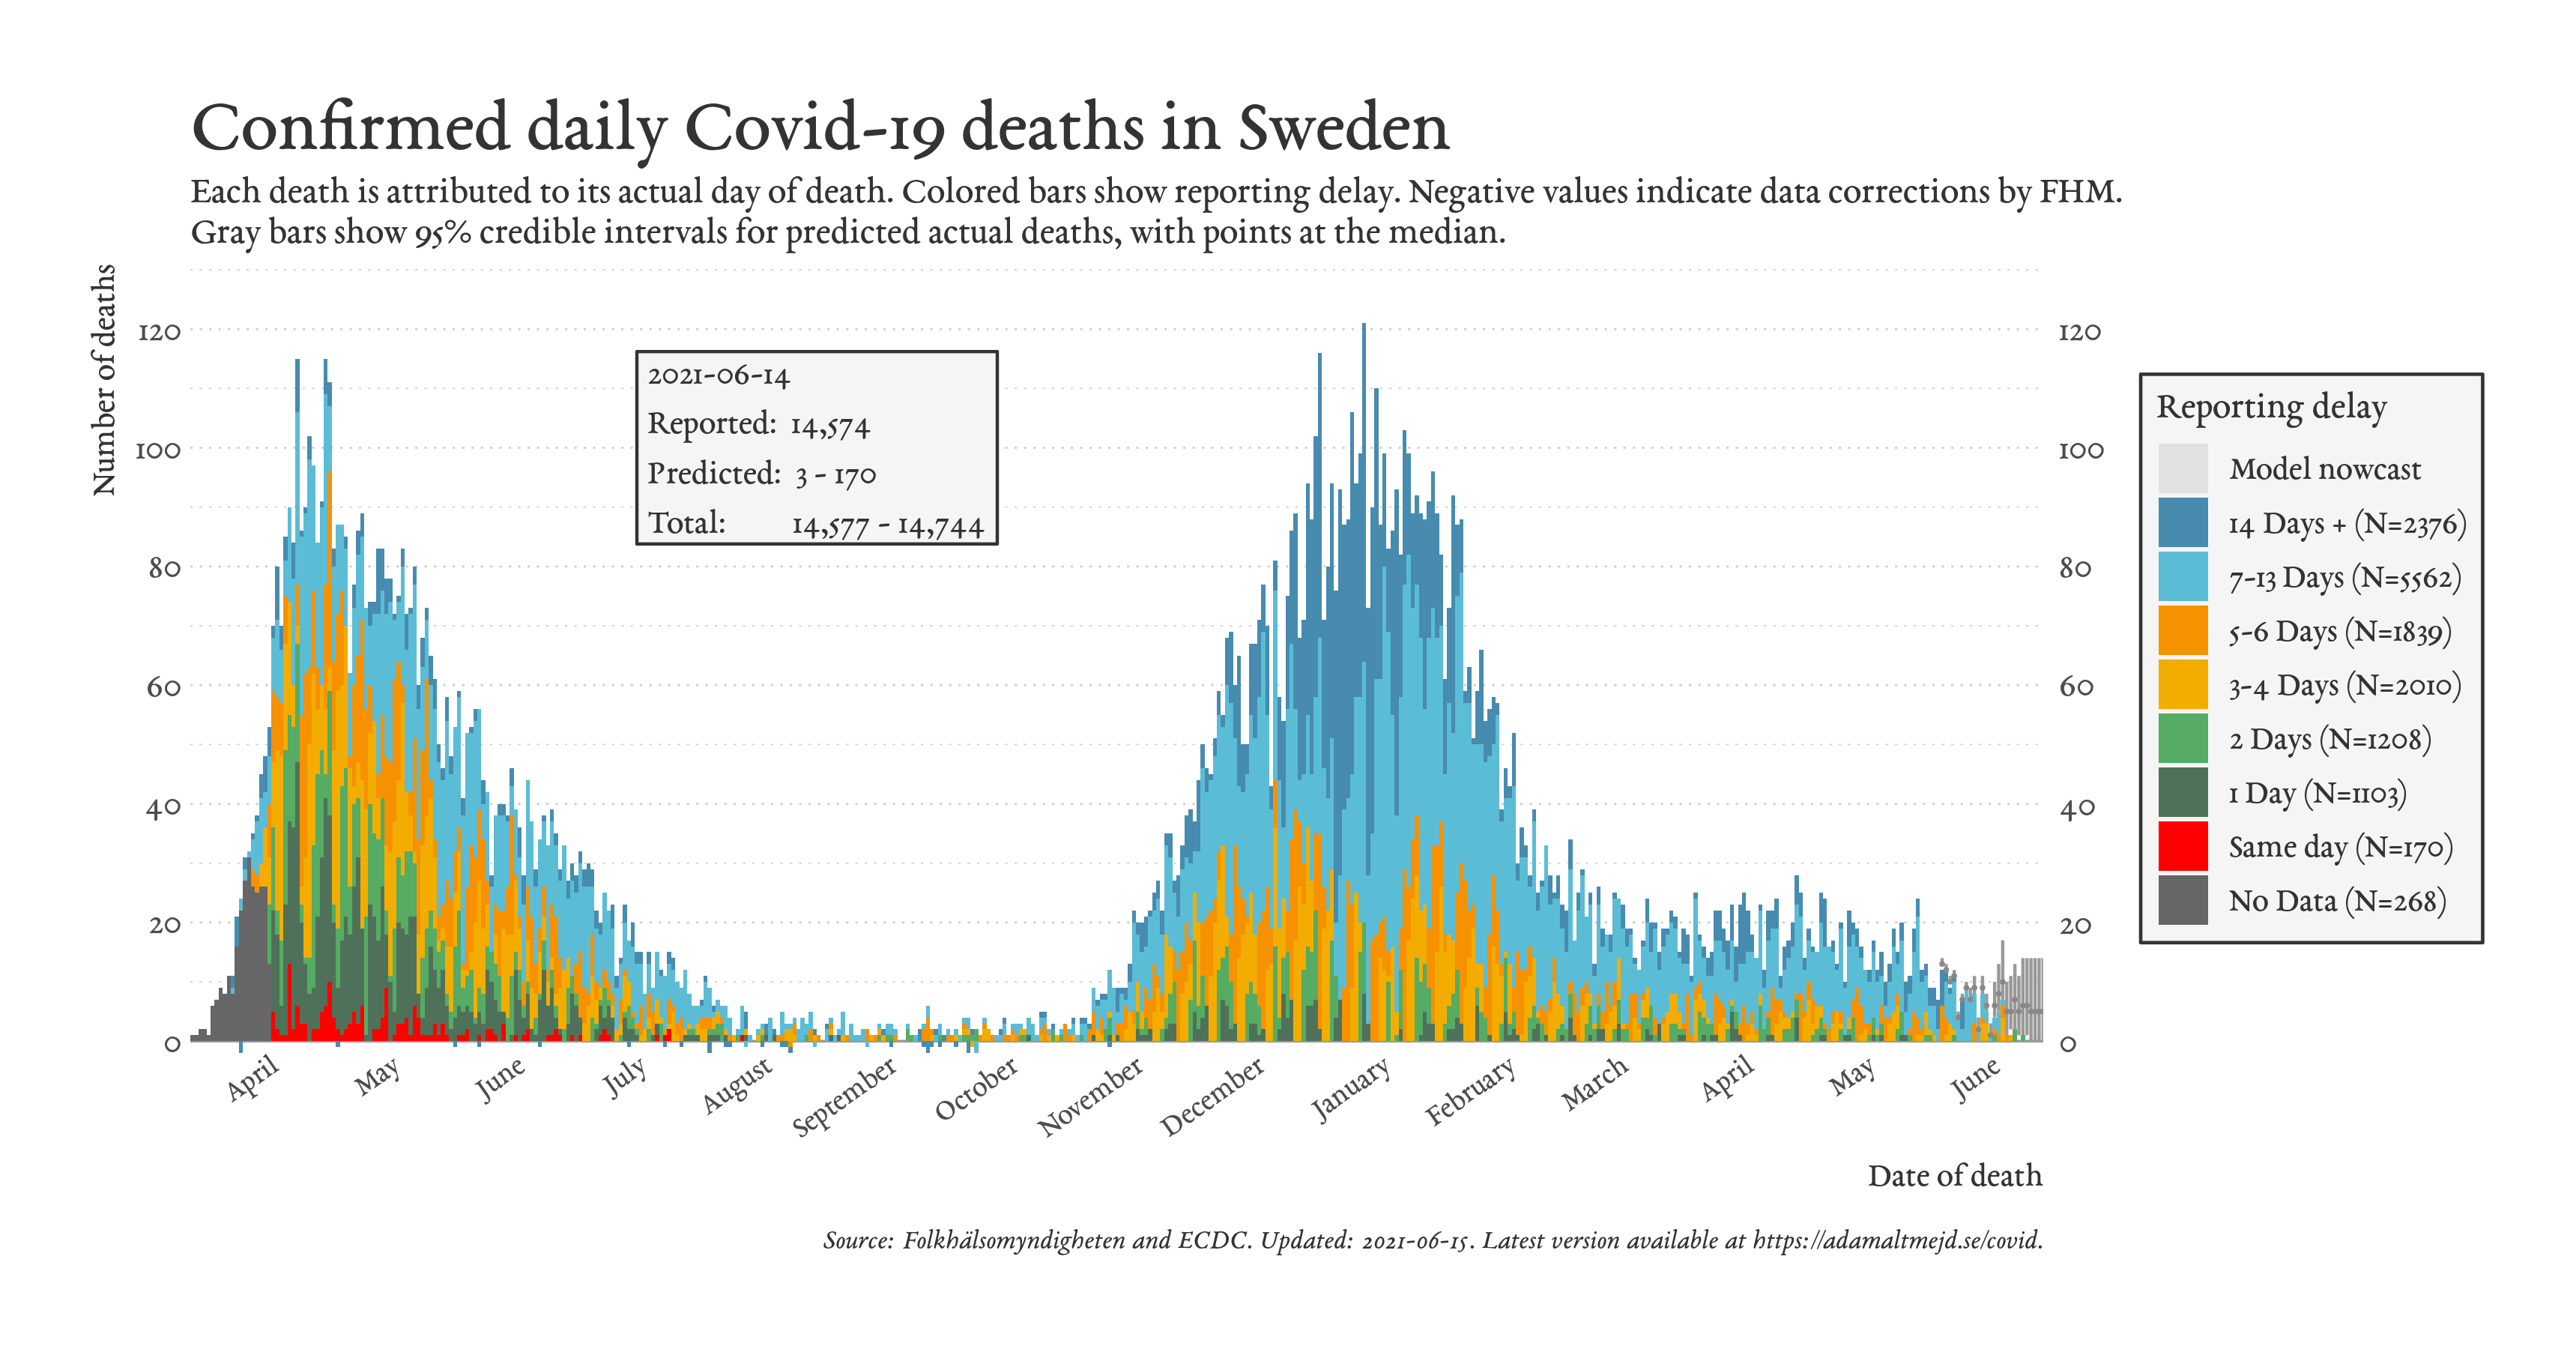 Confirmed daily Covid-19 deaths in Sweden
Each death is attributed to its actual day of death. Colored bars show reporting delay. Negative values indicate data corrections by FHM.
Gray bars show 95% credible intervals for predicted actual deaths, with points at the median.
Number of deaths
120
100
80
60
40
20
0
2021-06-14
Reported: 14,574
Predicted: 3 - 170
Total: 14,577 - 14,744
120
100
80
60
40
20
0
Reporting delay
Model nowcast
14 Days + (N=2376)
7-13 Days (N=5562)
5-6 Days (N=1839)
3-4 Days (N=2010)
2 Days (N=1208)
1 Day (N=1103)
Same day (N=170)
No Data (N=268)
April
May
June
July
August
September
October
November
December
January
February
March
April
May
June
Date of death
Source: Folkhälsomyndigheten and ECDC. Updated: 2021-06-15. Latest version available at https://adamaltmejd.se/covid.